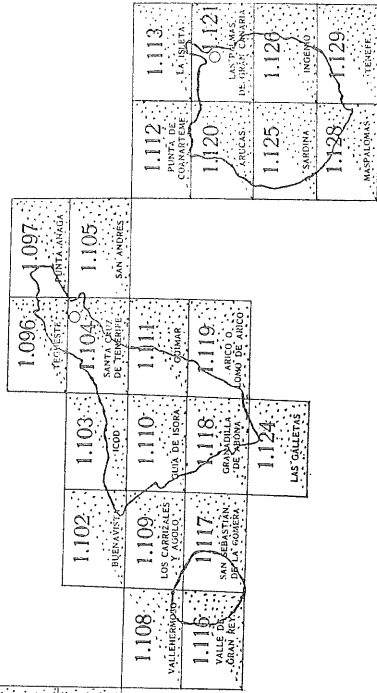 1.096
TEGUESTE
1.097
PUNTA ANAGA
1.102
BUENAVISTA
1.103
ICOD
1.104
SANTA CRUZ
DE TENERIFE
1.105
SAN ANDRES
1.108
VALLEHERMOSO
1.109
LOS CARRIZALES
Y AGOLO
1.110
GUIA DE ISORA
1.111
GUIMAR
1.112
PUNTA DE
GUANARTEME
1.113
LA ISLETA
1.116
VALLE DE
GRAN REY
1.117
SAN SEBASTIAN
DE LA GOMERA
1.118
GRANADILLA
DE ABONA
1.119
ARICO O
LOMO DE ARICO
1.120
ARUCAS
1.121
LAS PALMAS
DE GRAN CANARIA
1.124
LAS GALLETAS
1.125
SARDINA
1.126
INGENIO
1.128
MASPALOMAS
1.129
TENEFE